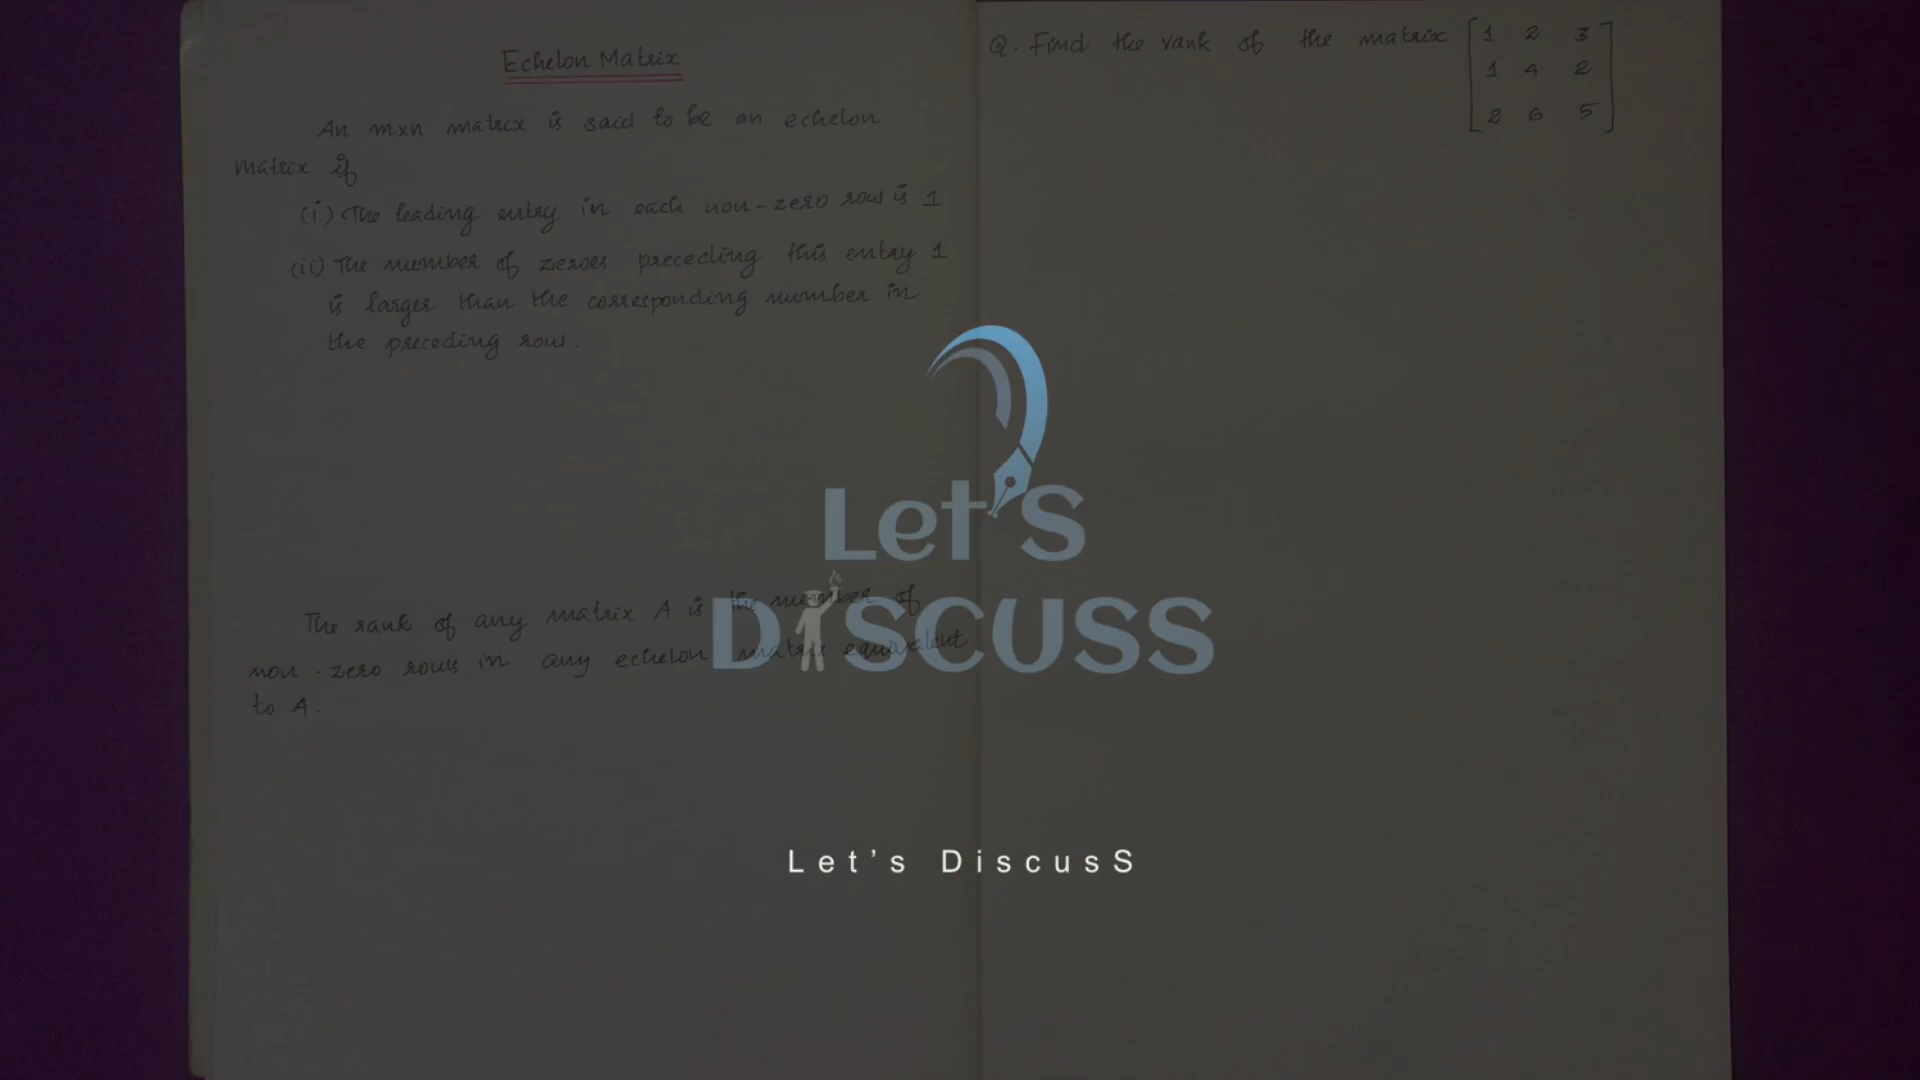 Echelon Matrix
An mxn matrix is said to be an echelon
matrix if
(i) The leading entry in each non-zero row is 1
(ii) The number of zeroes preceding this entry 1
is larger than the corresponding number in
the preceding row.
The rank of any matrix A is the number of
non-zero rows in any echelon matrix equivalent
to A.
Q. Find the rank of the matrix [1 2 3
1 4 2
2 6 5]
Let'S
DiSCUSS
Let's DiscusS